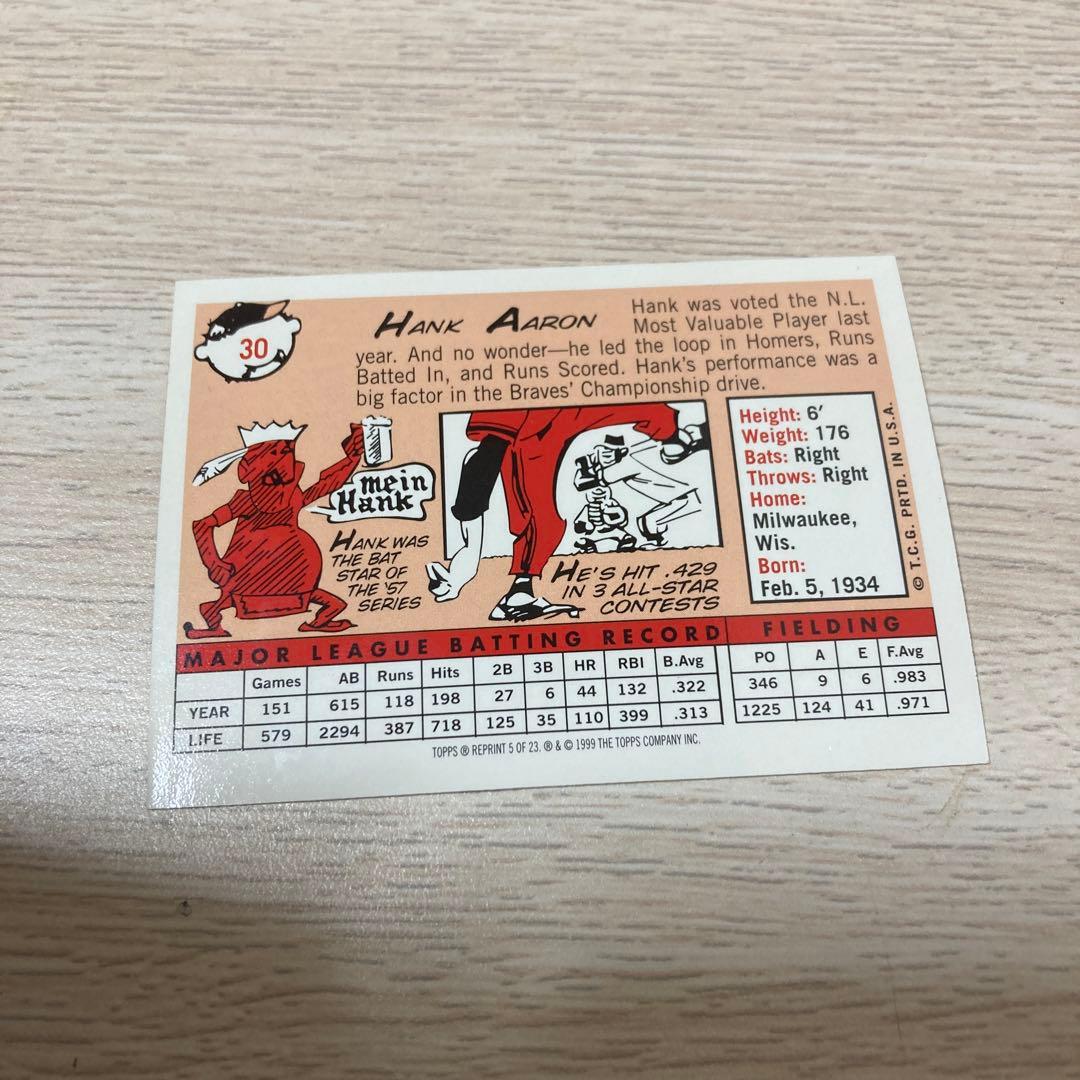 30
HANK AARON
Hank was voted the N.L.
Most Valuable Player last
year. And no wonder—he led the loop in Homers, Runs
Batted In, and Runs Scored. Hank's performance was a
big factor in the Braves' Championship drive.
mein
Hank
HANK WAS
THE BAT
STAR OF
THE '57
SERIES
HE'S HIT .429
IN 3 ALL-STAR
CONTESTS
Height: 6′
Weight: 176
Bats: Right
Throws: Right
Home:
Milwaukee,
Wis.
Born:
Feb. 5, 1934
© T.C.G. PRTD. IN U.S.A.
MAJOR LEAGUE BATTING RECORD FIELDING
Games AB Runs Hits 2B 3B HR RBI B.Avg PO A E F.Avg
YEAR 151 615 118 198 27 6 44 132 .322 346 9 6 .983
LIFE 579 2294 387 718 125 35 110 399 .313 1225 124 41 .971
TOPPS ® REPRINT 5 OF 23. ® & © 1999 THE TOPPS COMPANY INC.